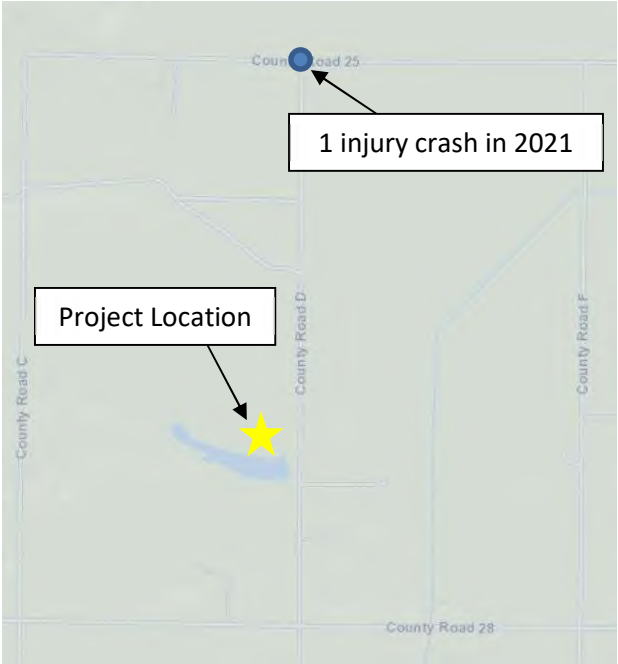 County Road 25
1 injury crash in 2021
Project Location
County Road D
County Road F
County Road C
County Road 28